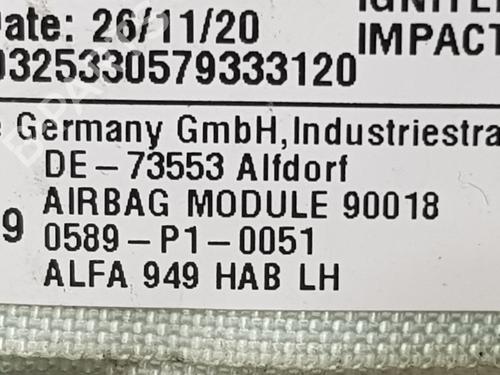 Date: 26/11/20
IMPACT
0325330579333120
Germany GmbH,Industriestra
DE-73553 Alfdorf
AIRBAG MODULE 90018
9 0589-P1-0051
ALFA 949 HAB LH